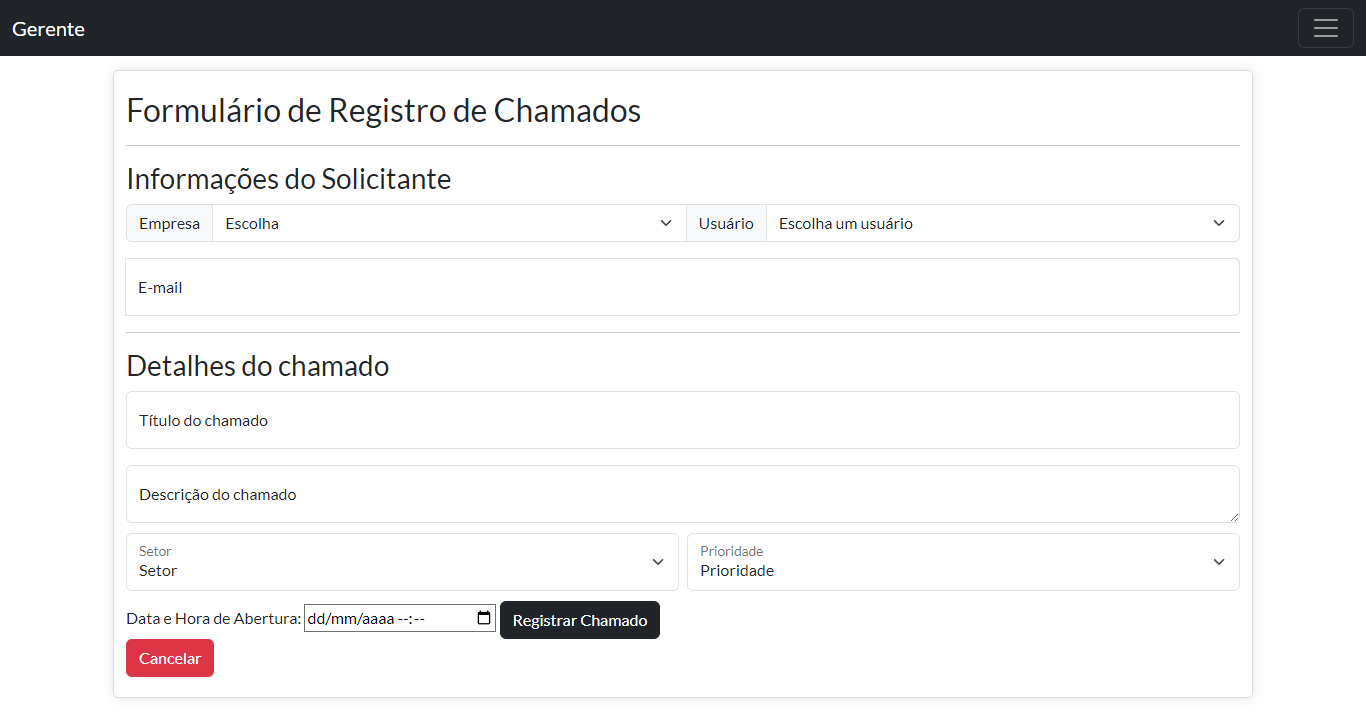 Gerente
Formulário de Registro de Chamados
Informações do Solicitante
Empresa Escolha Usuário Escolha um usuário
E-mail
Detalhes do chamado
Título do chamado
Descrição do chamado
Setor Prioridade
Setor Prioridade
Data e Hora de Abertura: dd/mm/aaaa --:-- Registrar Chamado
Cancelar